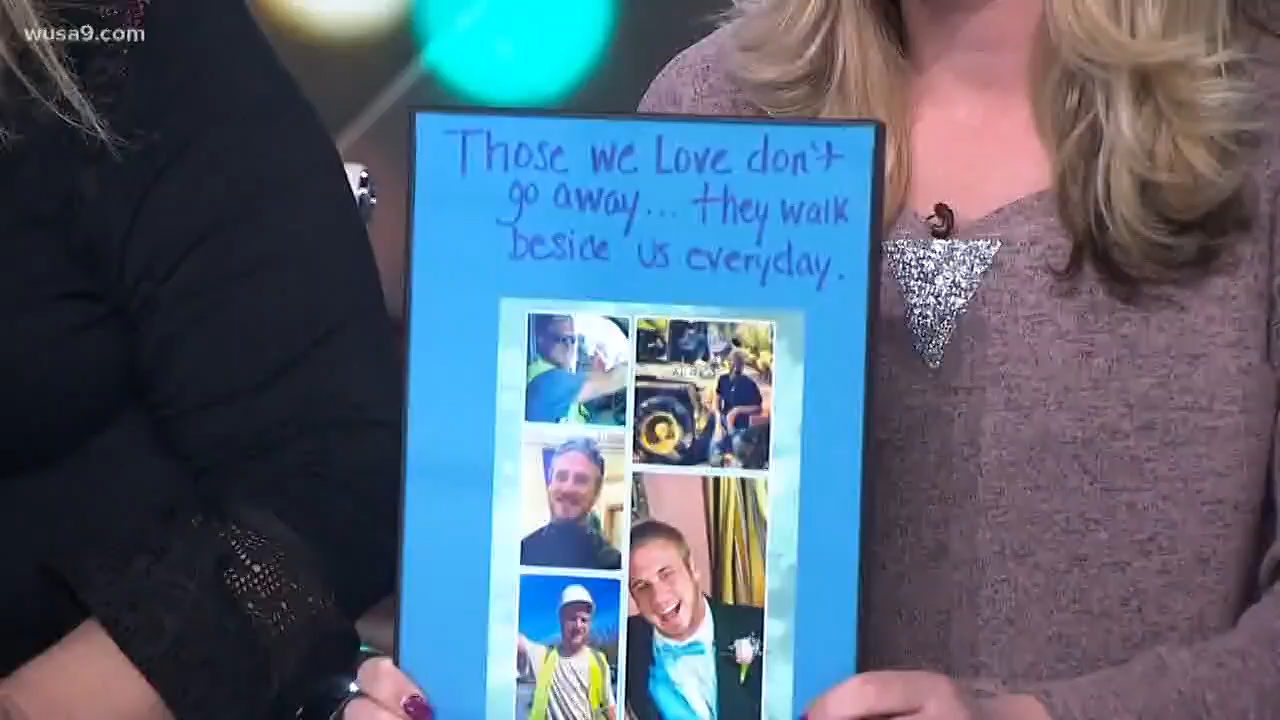 wusa9.com
Those we Love don't
go away... they walk
beside us everyday.